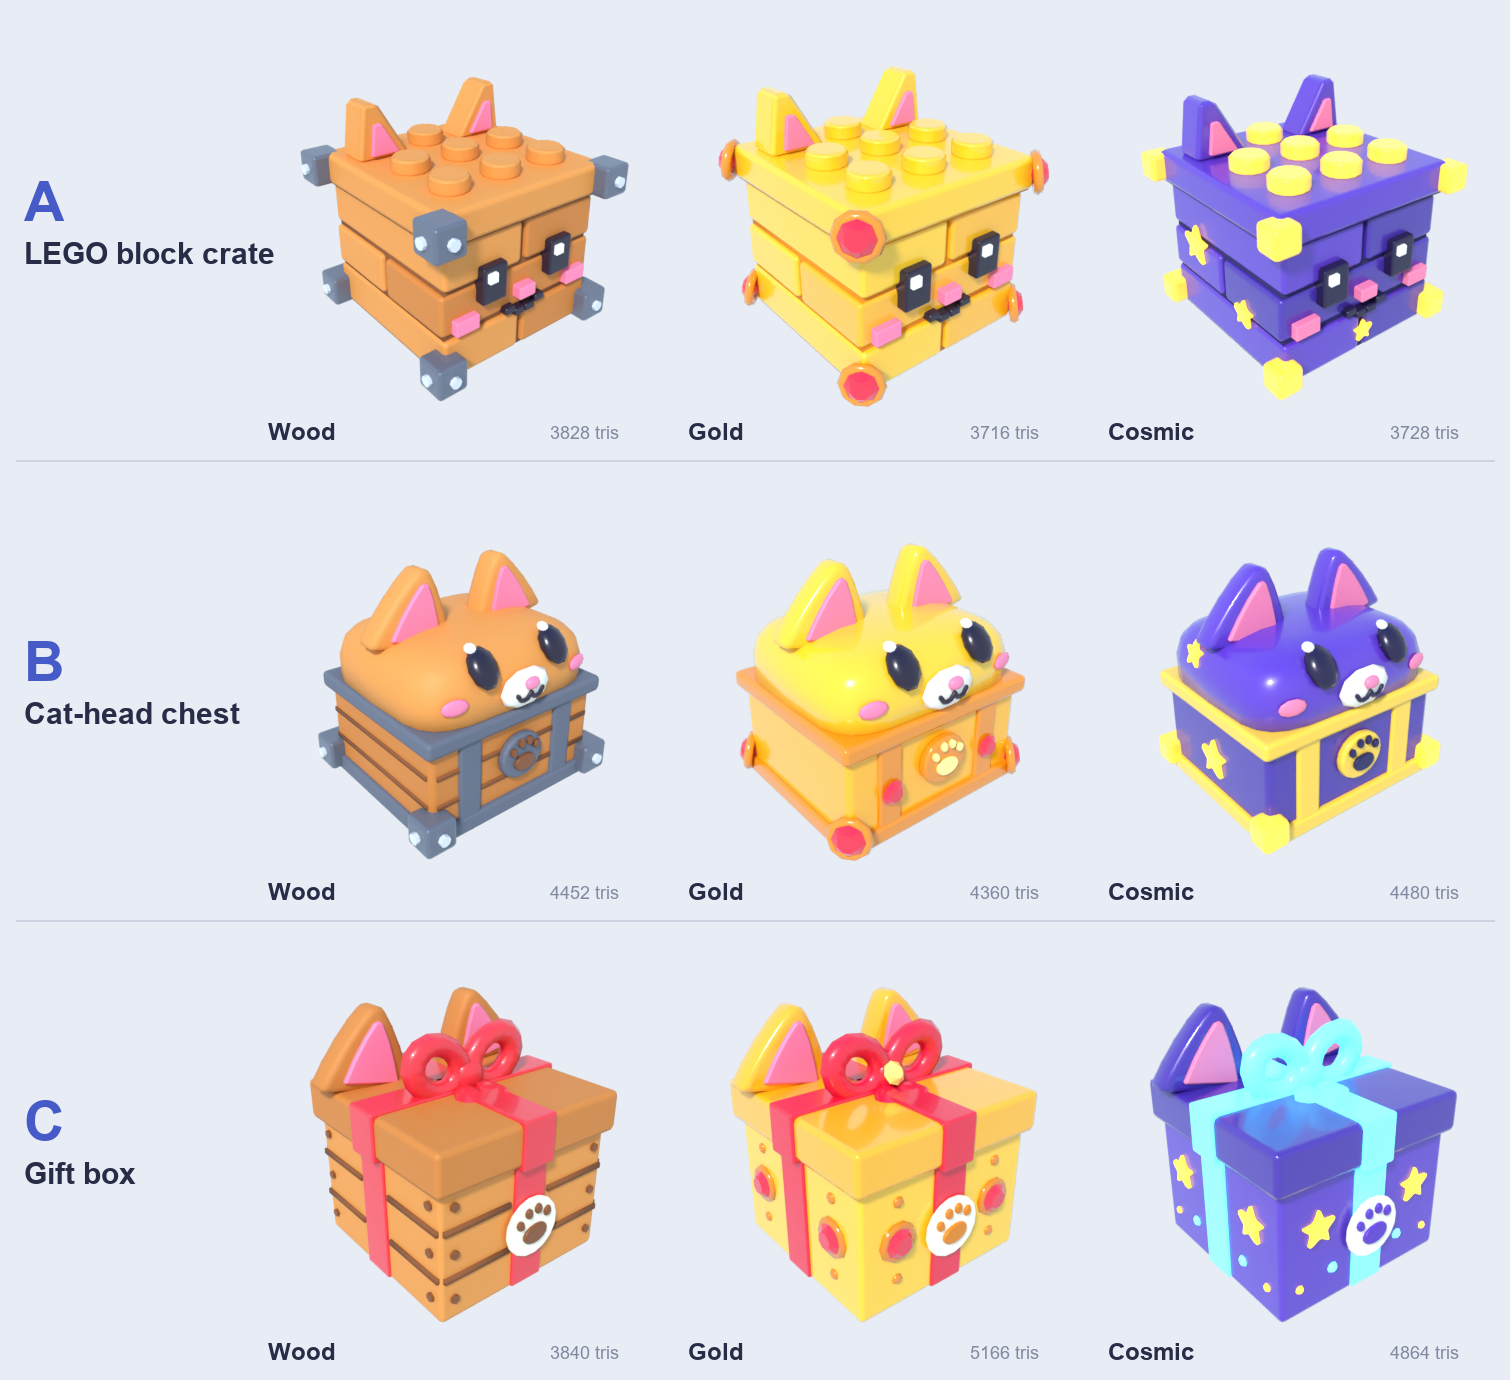 A
LEGO block crate
Wood 3828 tris
Gold 3716 tris
Cosmic 3728 tris
B
Cat-head chest
Wood 4452 tris
Gold 4360 tris
Cosmic 4480 tris
C
Gift box
Wood 3840 tris
Gold 5166 tris
Cosmic 4864 tris